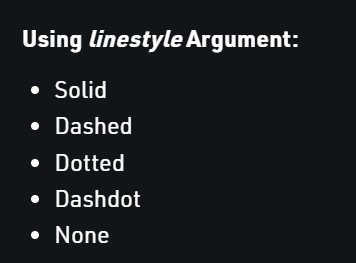 Using linestyle Argument:
• Solid
• Dashed
• Dotted
• Dashdot
• None